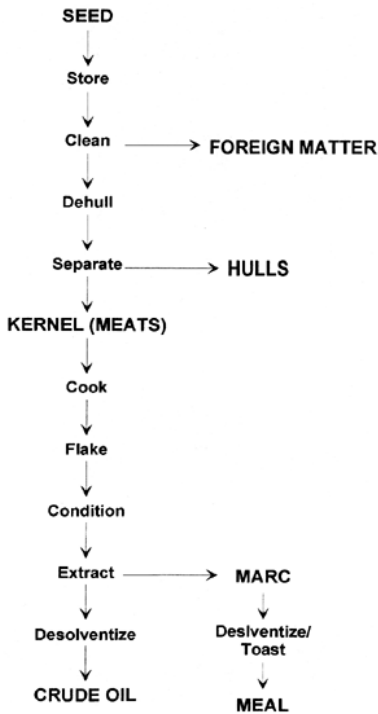 SEED
Store
Clean
FOREIGN MATTER
Dehull
Separate
HULLS
KERNEL (MEATS)
Cook
Flake
Condition
Extract
MARC
Desolventize
Deslventize/
Toast
CRUDE OIL
MEAL